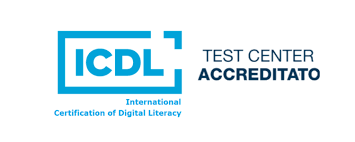 ICDL
International
Certification of Digital Literacy
TEST CENTER
ACCREDITATO